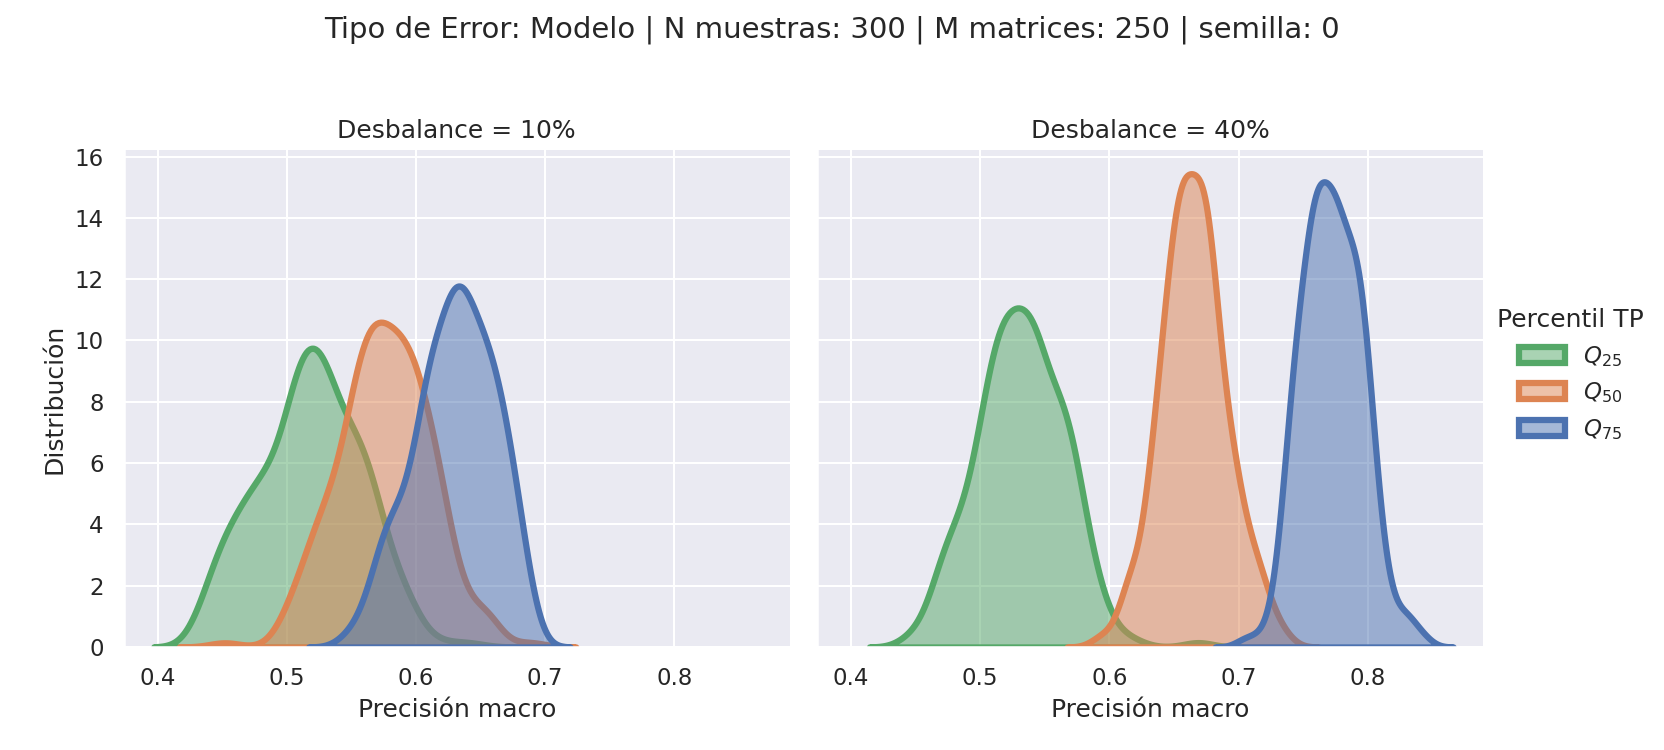 Tipo de Error: Modelo | N muestras: 300 | M matrices: 250 | semilla: 0
Desbalance = 10%
Desbalance = 40%
16
14
12
10
8
6
4
2
0
Distribución
0.4 0.5 0.6 0.7 0.8
0.4 0.5 0.6 0.7 0.8
Precisión macro
Precisión macro
Percentil TP
Q25
Q50
Q75